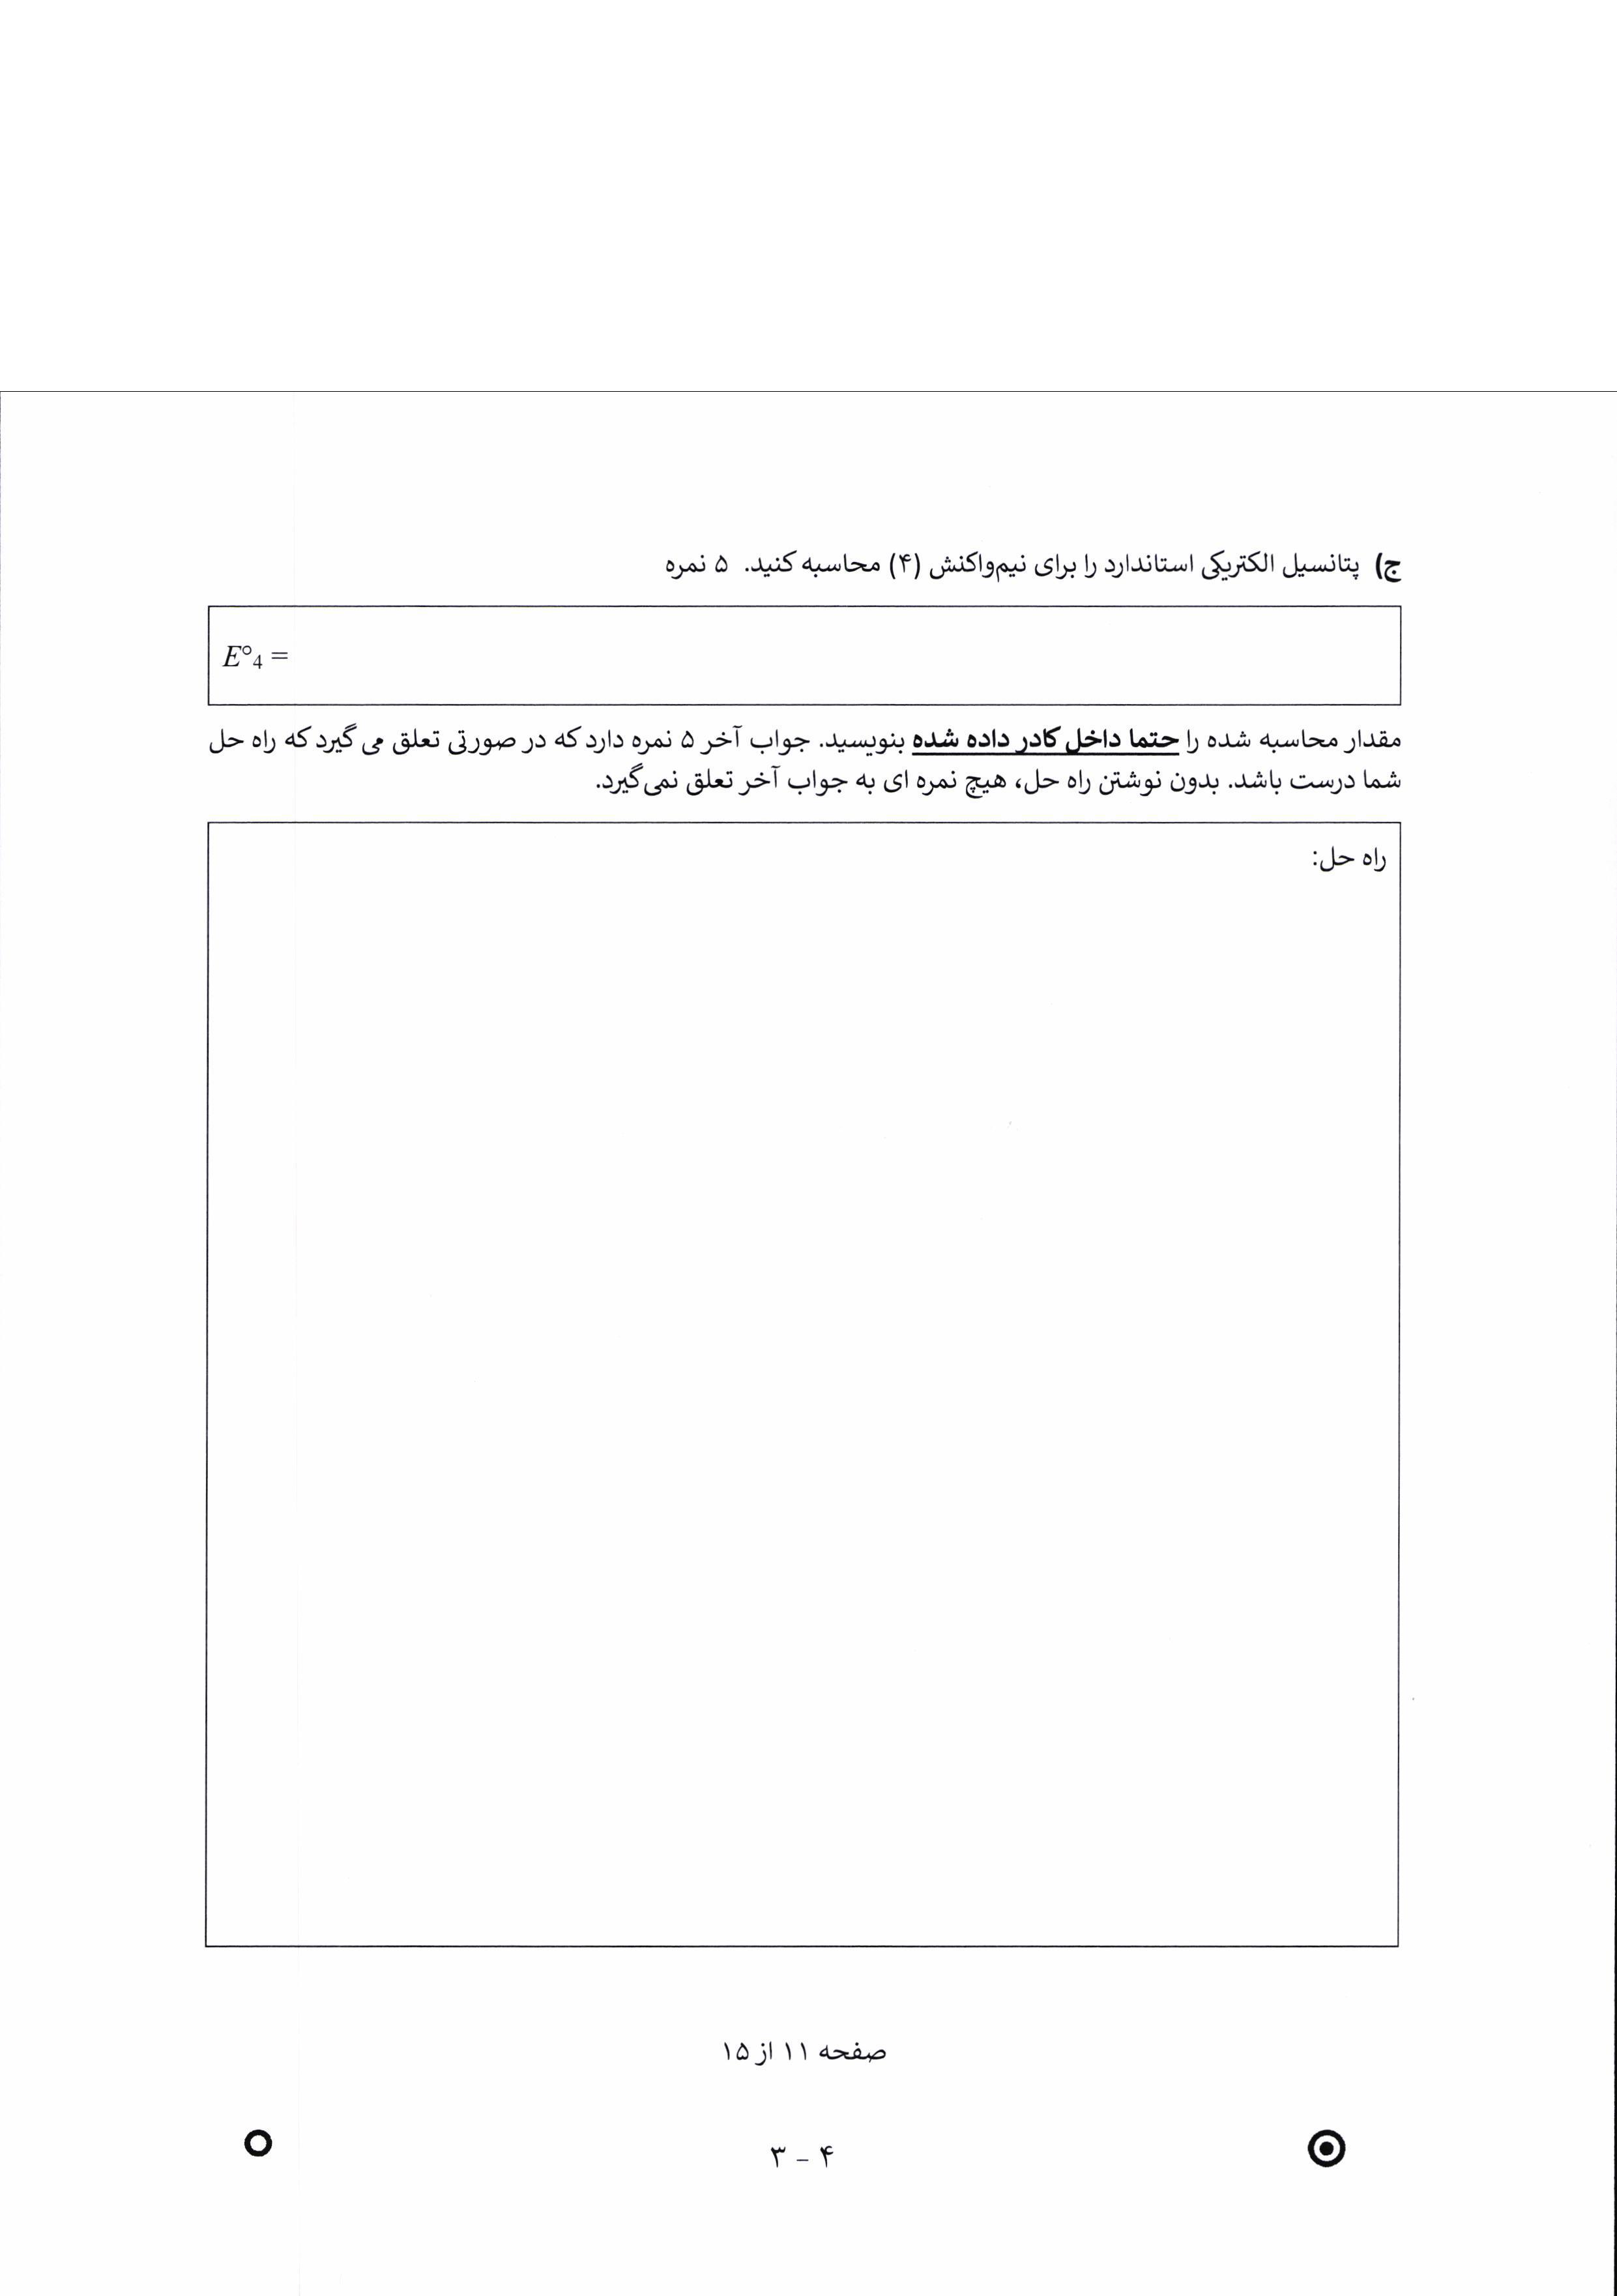 ج) پتانسیل الکتریکی استاندارد را برای نیم‌واکنش (۴) محاسبه کنید. ۵ نمره
E°4 =
مقدار محاسبه شده را حتما داخل کادر داده شده بنویسید. جواب آخر ۵ نمره دارد که در صورتی تعلق می گیرد که راه حل
شما درست باشد. بدون نوشتن راه حل، هیچ نمره ای به جواب آخر تعلق نمی‌گیرد.
راه حل:
صفحه ۱۱ از ۱۵
۳ - ۴